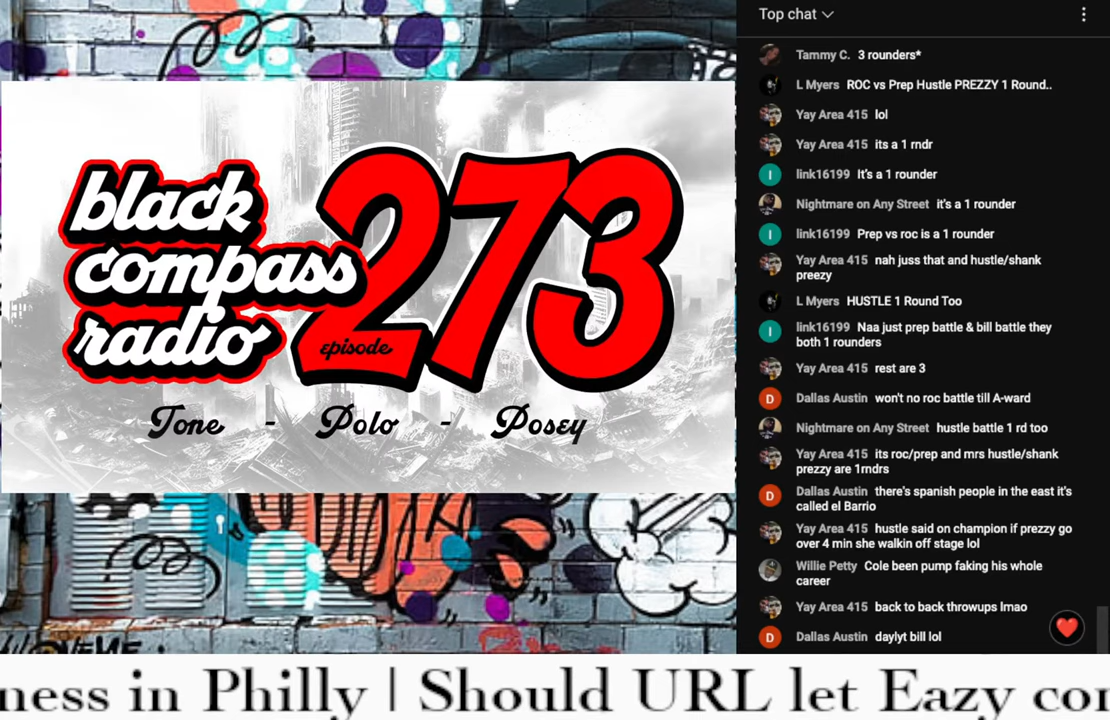 black
compass
radio
273
episode
Tone - Polo - Posey
Top chat
Tammy C. 3 rounders*
L Myers ROC vs Prep Hustle PREZZY 1 Round..
Yay Area 415 lol
Yay Area 415 its a 1 rndr
link16199 It's a 1 rounder
Nightmare on Any Street it's a 1 rounder
link16199 Prep vs roc is a 1 rounder
Yay Area 415 nah juss that and hustle/shank
preezy
L Myers HUSTLE 1 Round Too
link16199 Naa just prep battle & bill battle they
both 1 rounders
Yay Area 415 rest are 3
Dallas Austin won't no roc battle till A-ward
Nightmare on Any Street hustle battle 1 rd too
Yay Area 415 its roc/prep and mrs hustle/shank
prezzy are 1rndrs
Dallas Austin there's spanish people in the east it's
called el Barrio
Yay Area 415 hustle said on champion if prezzy go
over 4 min she walkin off stage lol
Willie Petty Cole been pump faking his whole
career
Yay Area 415 back to back throwups lmao
Dallas Austin daylyt bill lol
ness in Philly | Should URL let Eazy con